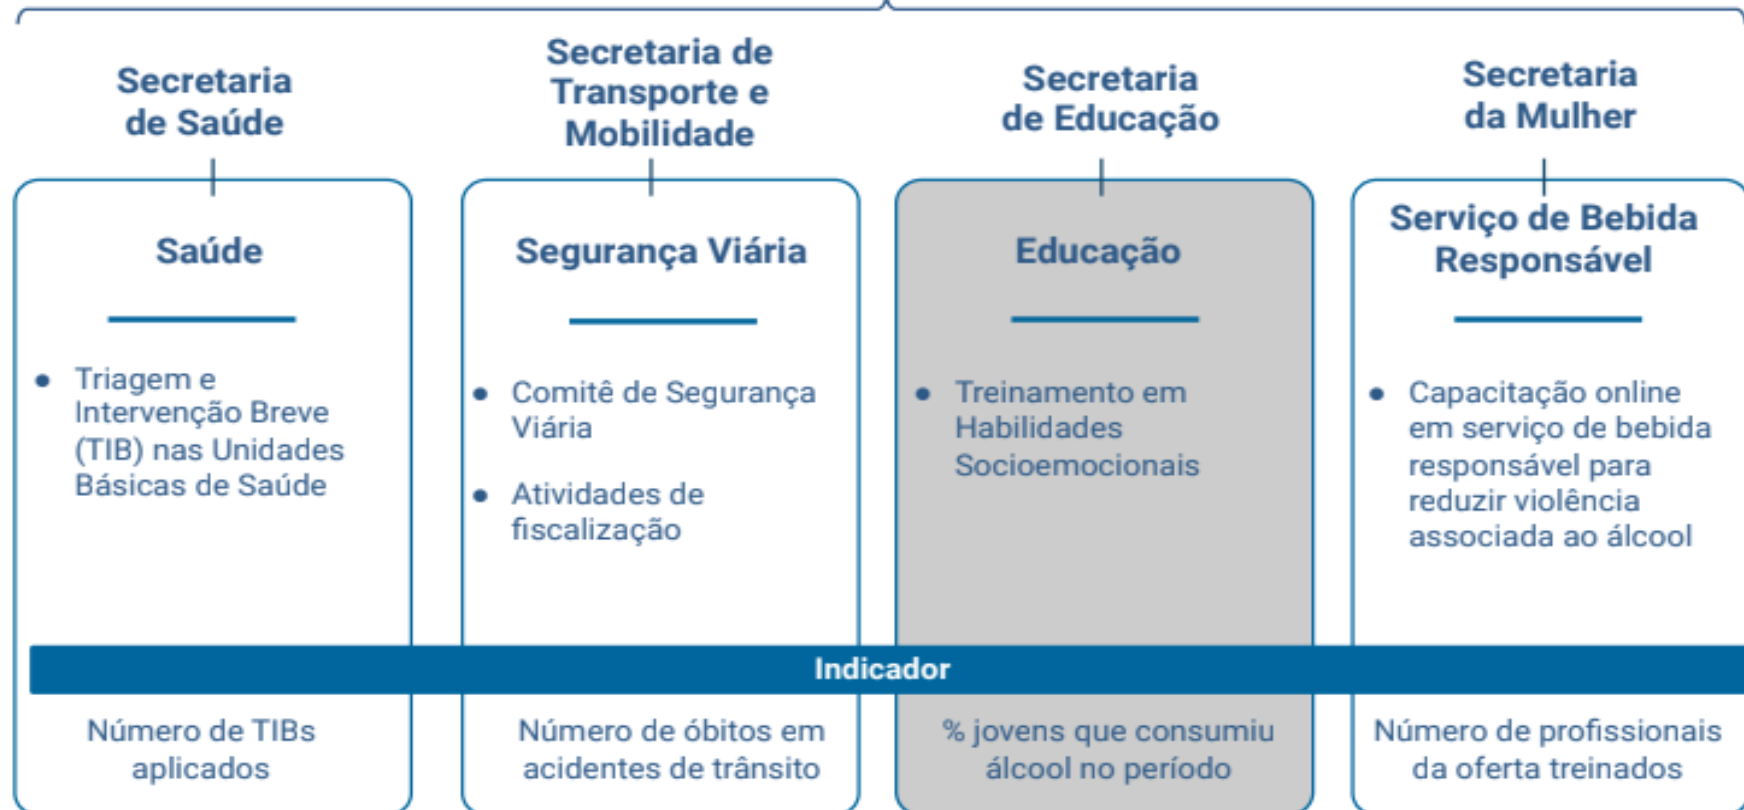 Secretaria
de Saúde
Secretaria de
Transporte e
Mobilidade
Secretaria
de Educação
Secretaria
da Mulher
Saúde
● Triagem e
Intervenção Breve
(TIB) nas Unidades
Básicas de Saúde
Segurança Viária
● Comitê de Segurança
Viária
● Atividades de
fiscalização
Educação
● Treinamento em
Habilidades
Socioemocionais
Serviço de Bebida
Responsável
● Capacitação online
em serviço de bebida
responsável para
reduzir violência
associada ao álcool
Indicador
Número de TIBs
aplicados
Número de óbitos em
acidentes de trânsito
% jovens que consumiu
álcool no período
Número de profissionais
da oferta treinados